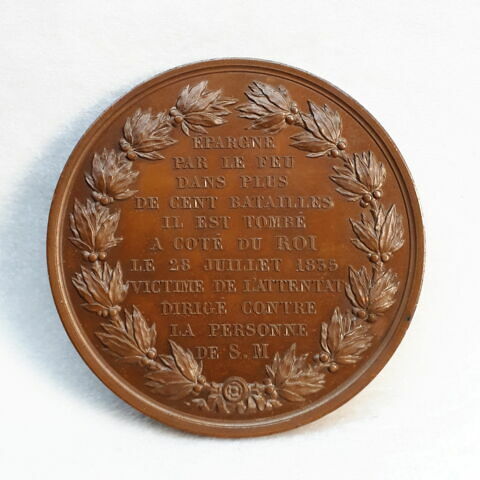 ÉPARGNE
PAR LE FEU
DANS PLUS
DE CENT BATAILLES
IL EST TOMBÉ
A COTÉ DU ROI
LE 28 JUILLET 1835
VICTIME DE L'ATTENTAT
DIRIGÉ CONTRE
LA PERSONNE
DE S. M